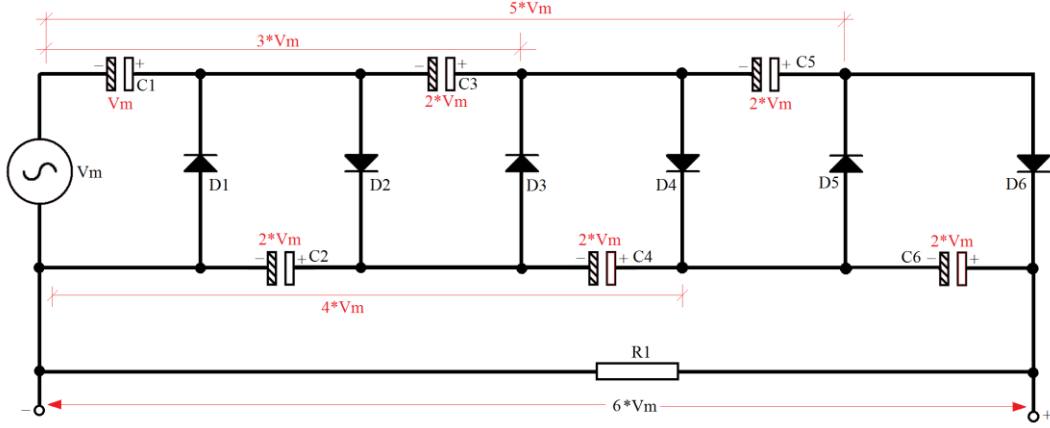 5*Vm
3*Vm
− + C1
Vm
− + C3
2*Vm
− + C5
2*Vm
Vm
D1
D2
D3
D4
D5
D6
2*Vm
− + C2
2*Vm
− + C4
2*Vm
C6 − +
4*Vm
R1
− 6*Vm +